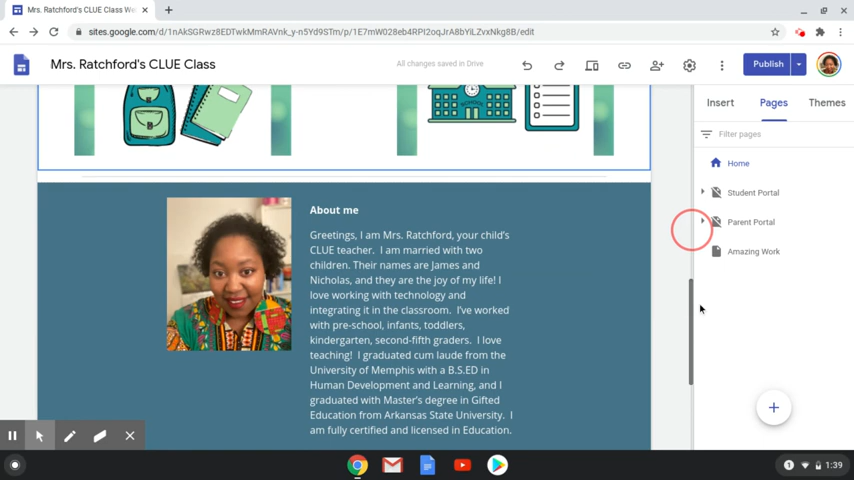 Mrs. Ratchford's CLUE Class We
sites.google.com/d/1nAkSGRwz8EDTwkMmRAVNk_y-n5Yd9STm/p/1E7mW028eb4RPI2oqJrA8bYiLZvxNkg8B/edit
Mrs. Ratchford's CLUE Class
All changes saved in Drive
Publish
Insert
Pages
Themes
Filter pages
Home
Student Portal
Parent Portal
Amazing Work
SCHOOL
About me
Greetings, I am Mrs. Ratchford, your child's
CLUE teacher. I am married with two
children. Their names are James and
Nicholas, and they are the joy of my life! I
love working with technology and
integrating it in the classroom. I've worked
with pre-school, infants, toddlers,
kindergarten, second-fifth graders. I love
teaching! I graduated cum laude from the
University of Memphis with a B.S.ED in
Human Development and Learning, and I
graduated with Master's degree in Gifted
Education from Arkansas State University. I
am fully certified and licensed in Education.
1
1:39